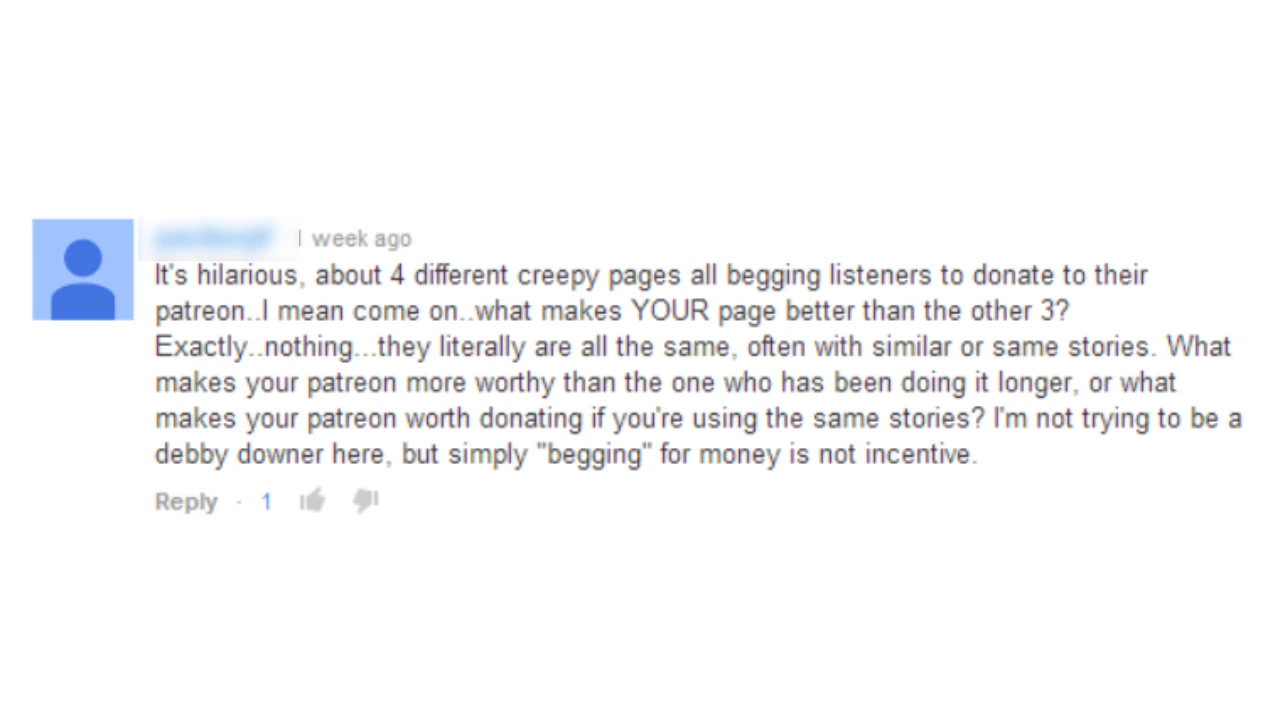 week ago
It's hilarious, about 4 different creepy pages all begging listeners to donate to their
patreon..I mean come on..what makes YOUR page better than the other 3?
Exactly..nothing...they literally are all the same, often with similar or same stories. What
makes your patreon more worthy than the one who has been doing it longer, or what
makes your patreon worth donating if you're using the same stories? I'm not trying to be a
debby downer here, but simply "begging" for money is not incentive.
Reply · 1